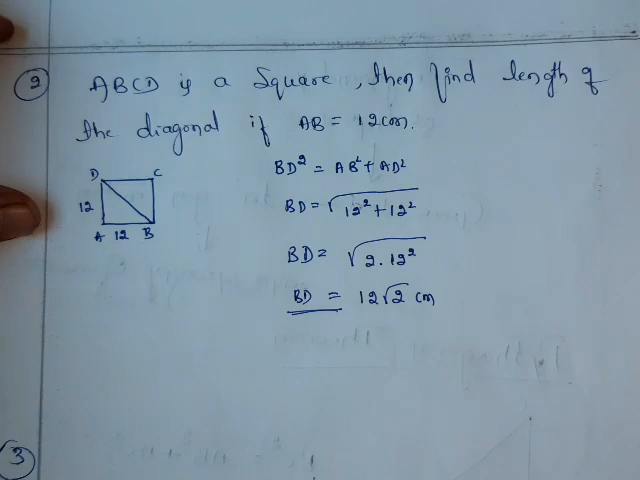 2 ABCD is a Square, then find length of
the diagonal if AB = 12cm.
D C
12
A 12 B
BD² = AB² + AD²
BD = √12² + 12²
BD = √2.12²
BD = 12√2 cm
3